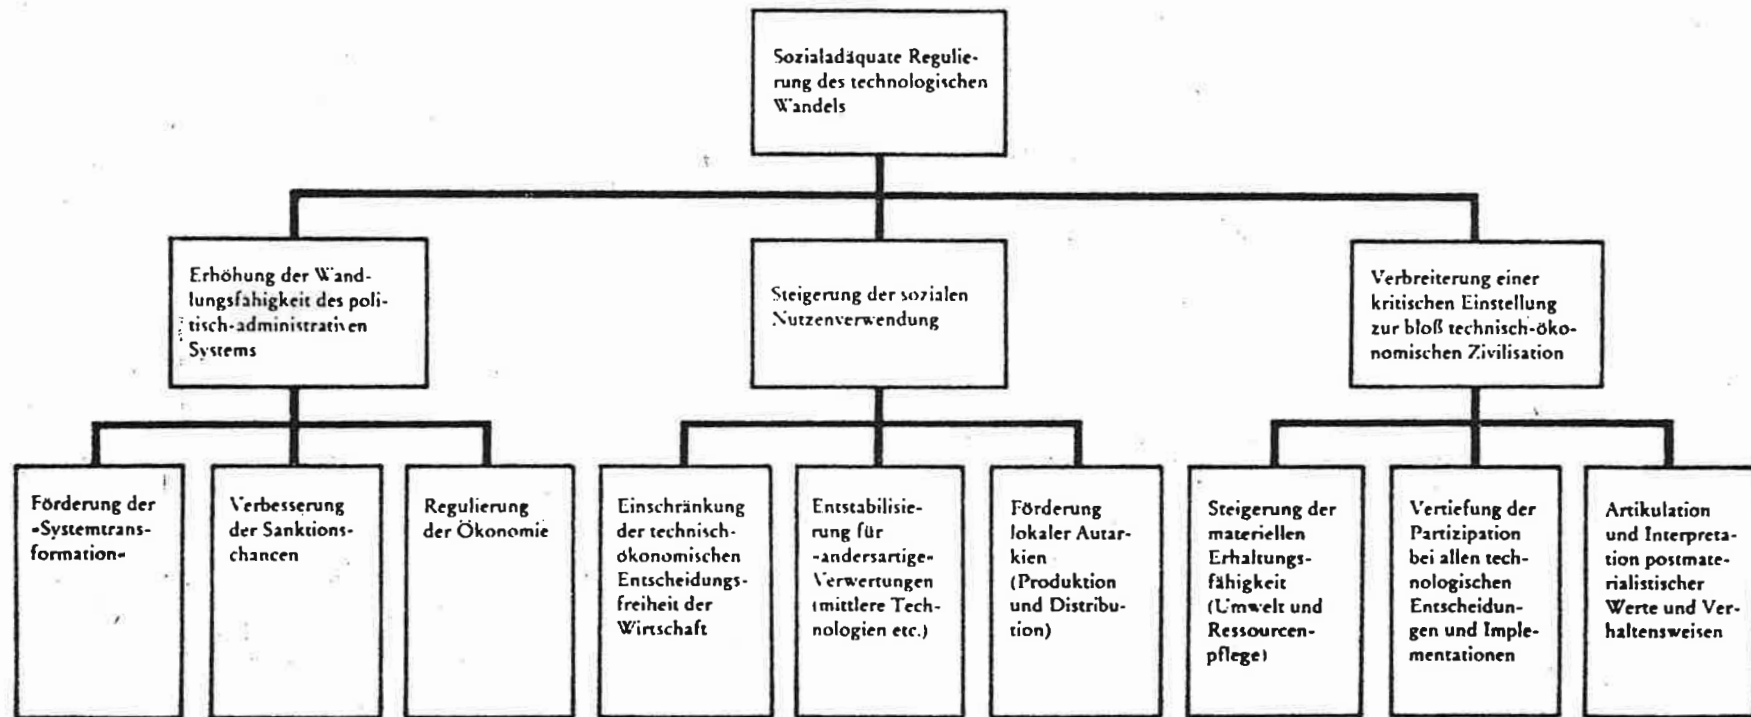 Sozialadäquate Regulie-
rung des technologischen
Wandels
Erhöhung der Wand-
lungsfähigkeit des poli-
tisch-administrativen
Systems
Steigerung der sozialen
Nutzenverwendung
Verbreiterung einer
kritischen Einstellung
zur bloß technisch-öko-
nomischen Zivilisation
Förderung der
»Systemtrans-
formation«
Verbesserung
der Sanktions-
chancen
Regulierung
der Ökonomie
Einschränkung
der technisch-
ökonomischen
Entscheidungs-
freiheit der
Wirtschaft
Entstabilisie-
rung für
»andersartige«
Verwertungen
(mittlere Tech-
nologien etc.)
Förderung
lokaler Autar-
kien
(Produktion
und Distribu-
tion)
Steigerung der
materiellen
Erhaltungs-
fähigkeit
(Umwelt und
Ressourcen-
pflege)
Vertiefung der
Partizipation
bei allen tech-
nologischen
Entscheidun-
gen und Imple-
mentationen
Artikulation
und Interpreta-
tion postmate-
rialistischer
Werte und Ver-
haltensweisen